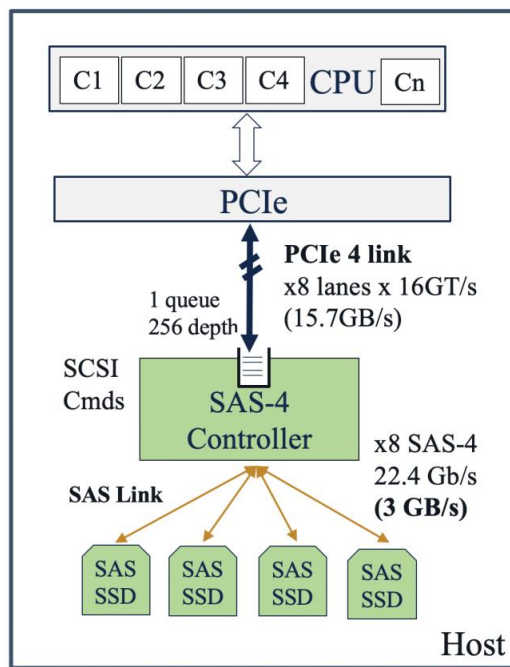 C1 C2 C3 C4 CPU Cn
PCIe
PCIe 4 link
x8 lanes x 16GT/s
(15.7GB/s)
1 queue
256 depth
SCSI
Cmds
SAS-4
Controller
x8 SAS-4
22.4 Gb/s
(3 GB/s)
SAS Link
SAS
SSD
SAS
SSD
SAS
SSD
SAS
SSD
Host